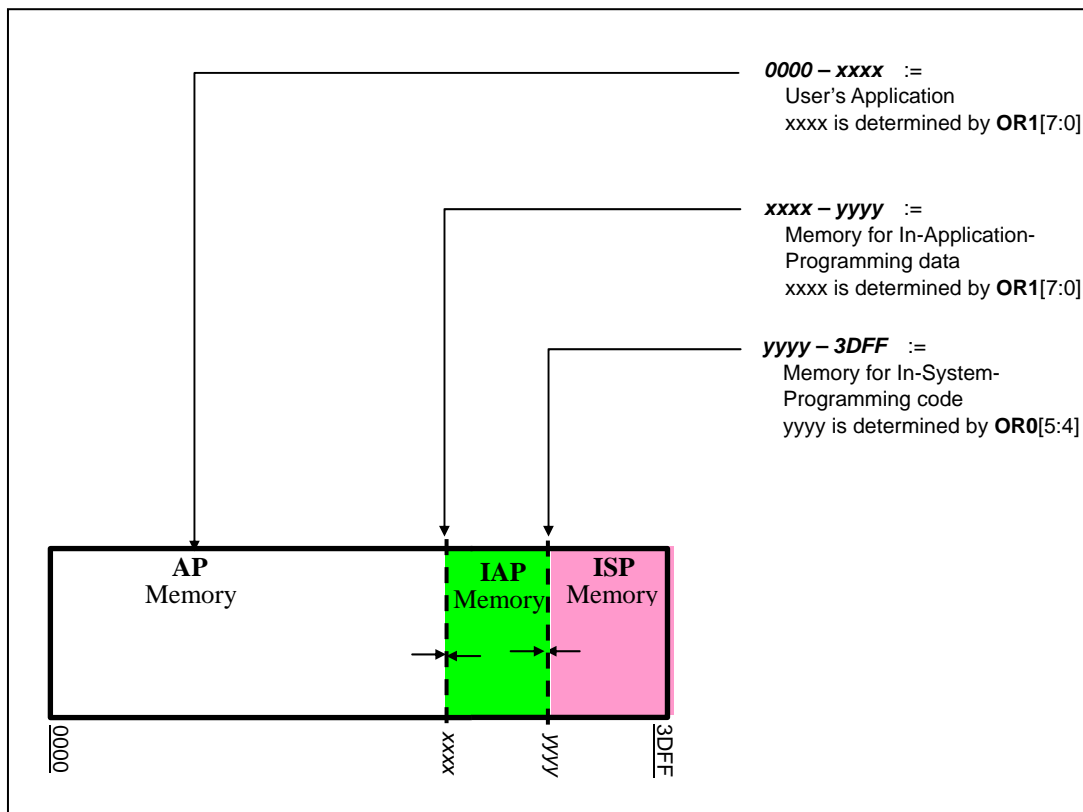 0000 – xxxx :=
User's Application
xxxx is determined by OR1[7:0]
xxxx – yyyy :=
Memory for In-Application-
Programming data
xxxx is determined by OR1[7:0]
yyyy – 3DFF :=
Memory for In-System-
Programming code
yyyy is determined by OR0[5:4]
AP
Memory
IAP
Memory
ISP
Memory
0000
xxxx
yyyy
3DFF